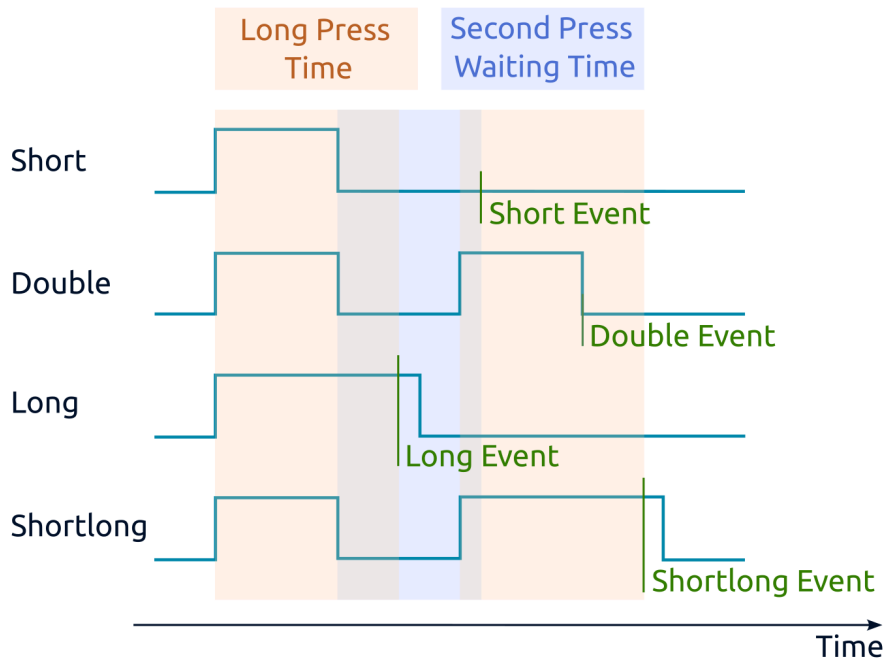 Long Press
Time
Second Press
Waiting Time
Short
Short Event
Double
Double Event
Long
Long Event
Shortlong
Shortlong Event
Time